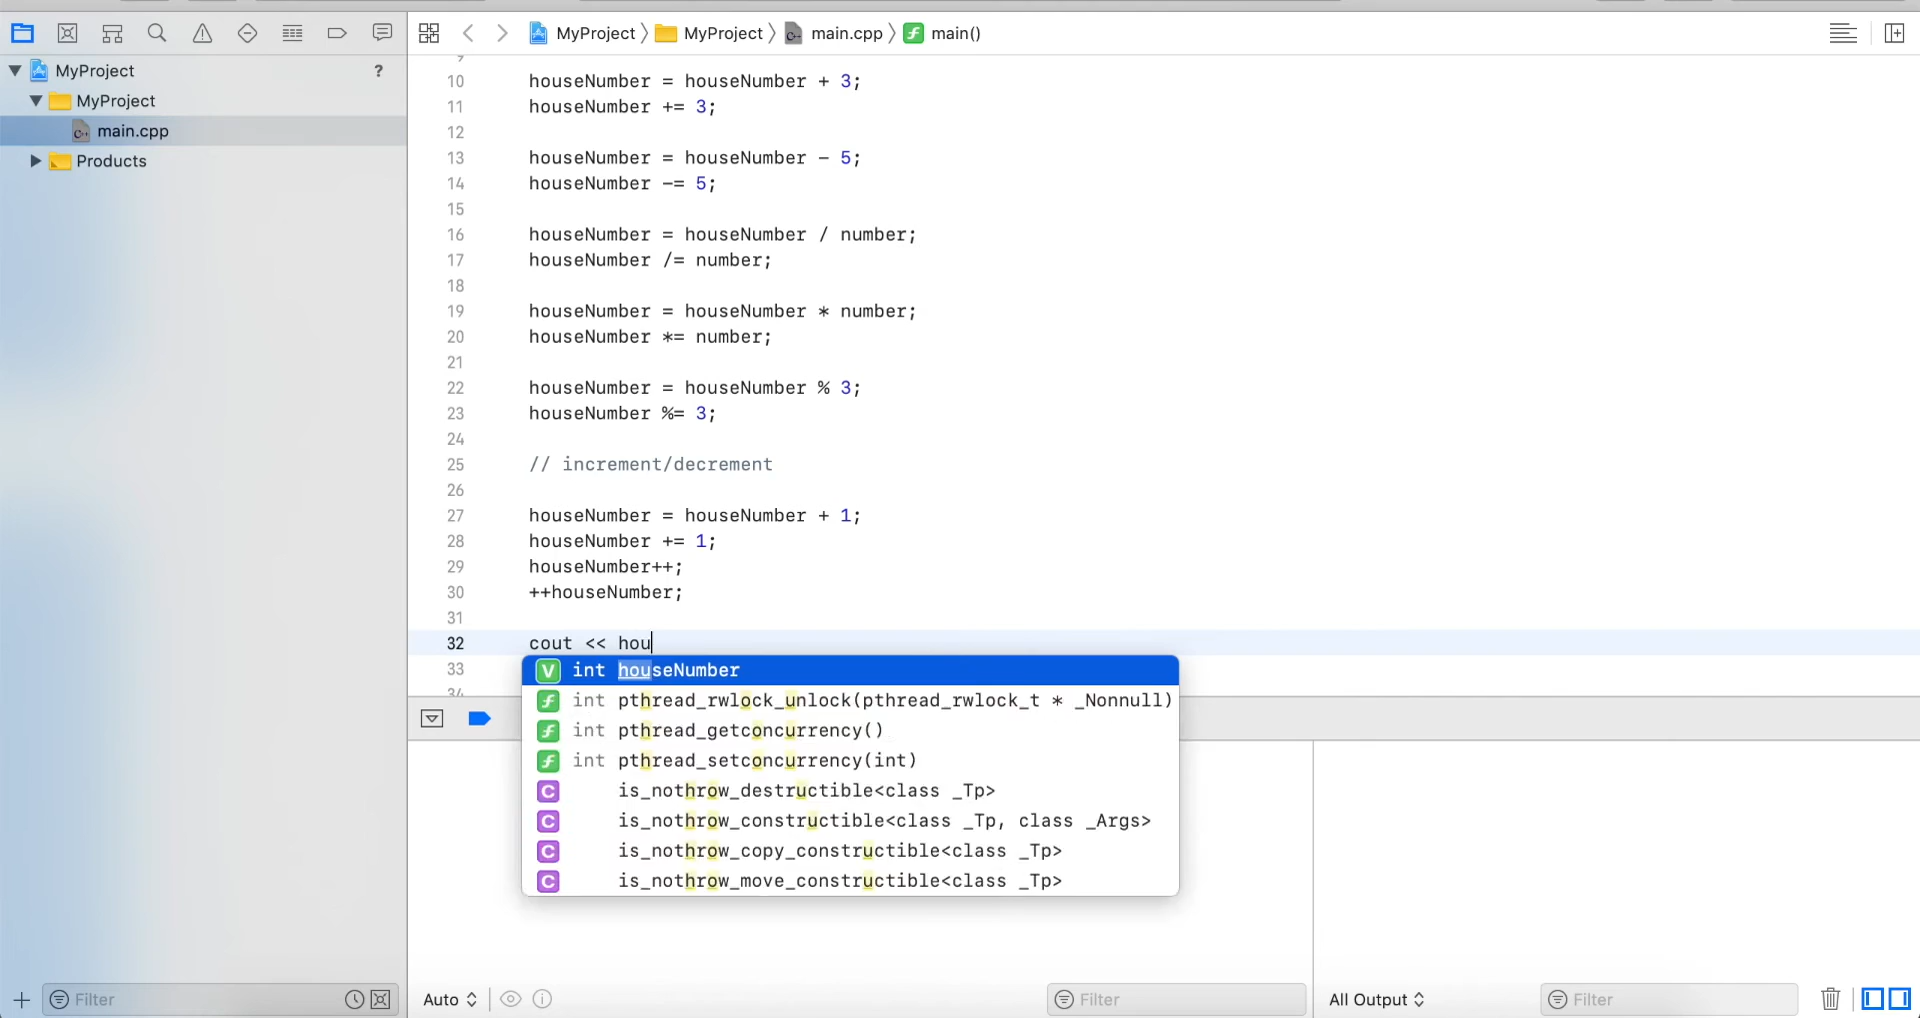 MyProject > MyProject > main.cpp > main()
MyProject ?
MyProject
main.cpp
Products
10 houseNumber = houseNumber + 3;
11 houseNumber += 3;
12
13 houseNumber = houseNumber - 5;
14 houseNumber -= 5;
15
16 houseNumber = houseNumber / number;
17 houseNumber /= number;
18
19 houseNumber = houseNumber * number;
20 houseNumber *= number;
21
22 houseNumber = houseNumber % 3;
23 houseNumber %= 3;
24
25 // increment/decrement
26
27 houseNumber = houseNumber + 1;
28 houseNumber += 1;
29 houseNumber++;
30 ++houseNumber;
31
32 cout << hou
33
34
V int houseNumber
f int pthread_rwlock_unlock(pthread_rwlock_t * _Nonnull)
f int pthread_getconcurrency()
f int pthread_setconcurrency(int)
C is_nothrow_destructible<class _Tp>
C is_nothrow_constructible<class _Tp, class _Args>
C is_nothrow_copy_constructible<class _Tp>
C is_nothrow_move_constructible<class _Tp>
Filter
Auto
Filter
All Output
Filter